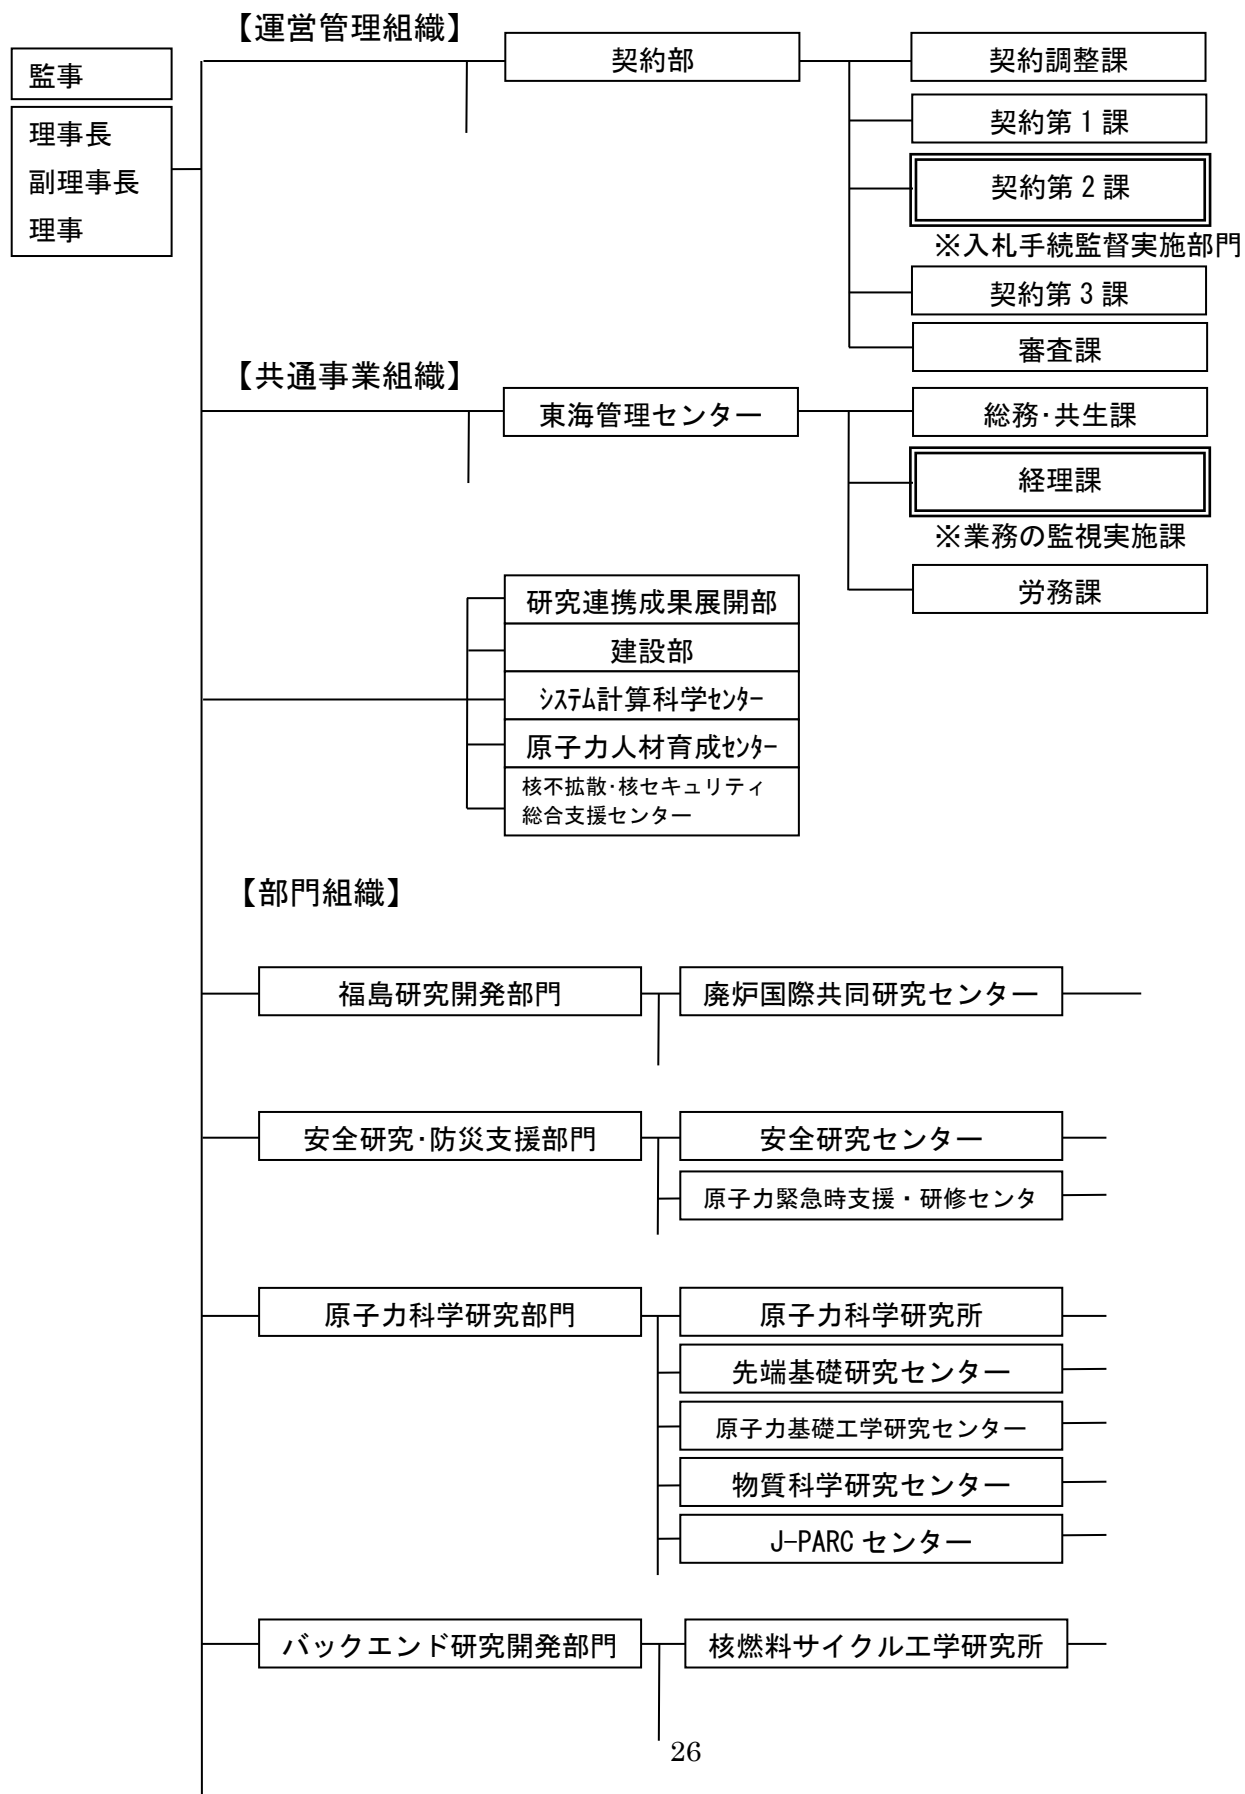 【運営管理組織】
監事
理事長
副理事長
理事
契約部
契約調整課
契約第1課
契約第2課
※入札手続監督実施部門
契約第3課
審査課
【共通事業組織】
東海管理センター
総務･共生課
経理課
※業務の監視実施課
労務課
研究連携成果展開部
建設部
ｼｽﾃﾑ計算科学ｾﾝﾀｰ
原子力人材育成ｾﾝﾀｰ
核不拡散･核セキュリティ
総合支援センター
【部門組織】
福島研究開発部門
廃炉国際共同研究センター
安全研究･防災支援部門
安全研究センター
原子力緊急時支援・研修センタ
原子力科学研究部門
原子力科学研究所
先端基礎研究センター
原子力基礎工学研究センター
物質科学研究センター
J-PARC センター
バックエンド研究開発部門
核燃料サイクル工学研究所
26